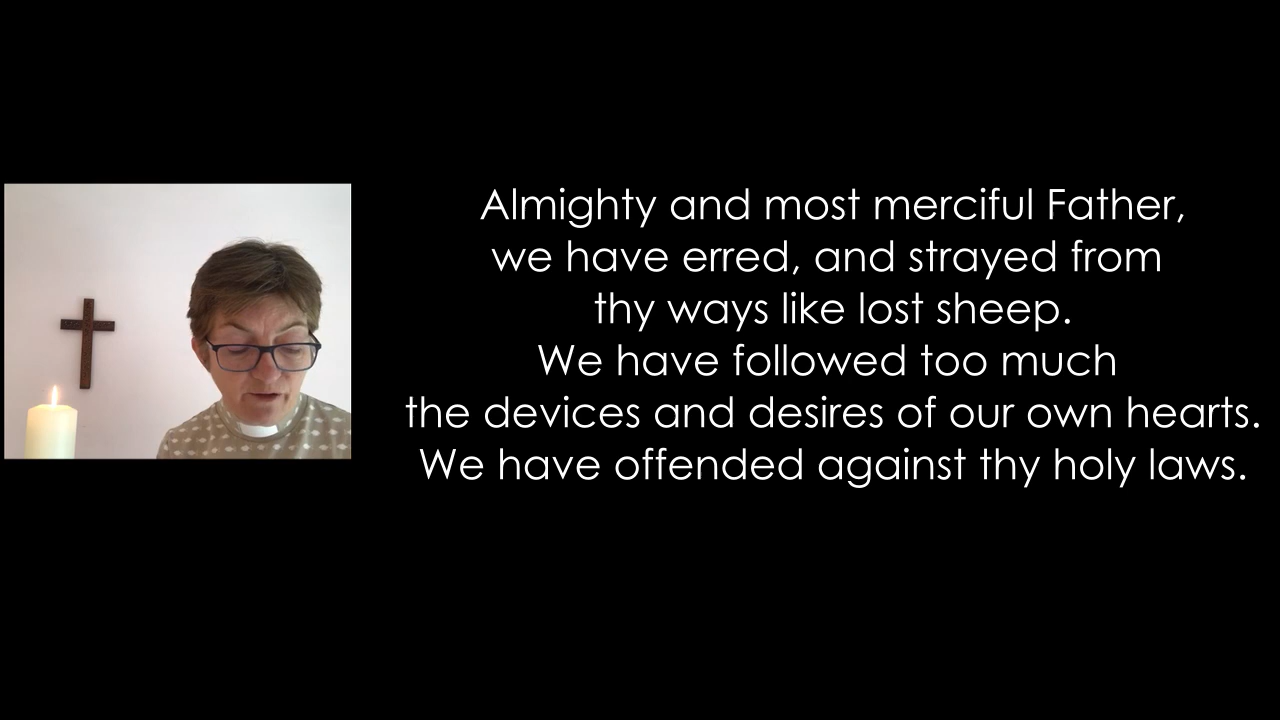 Almighty and most merciful Father,
we have erred, and strayed from
thy ways like lost sheep.
We have followed too much
the devices and desires of our own hearts.
We have offended against thy holy laws.